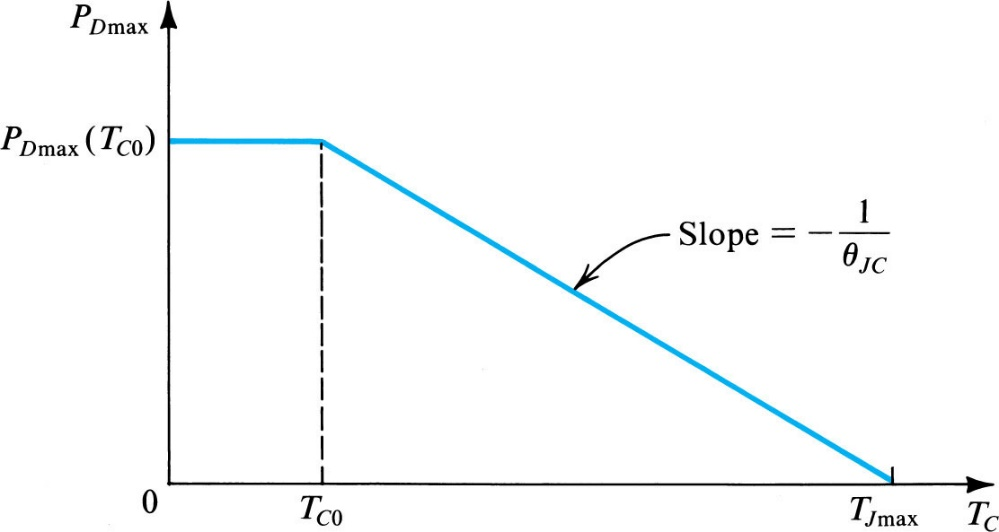 P_Dmax
P_Dmax (T_C0)
Slope = − 1/θ_JC
0
T_C0
T_Jmax
T_C